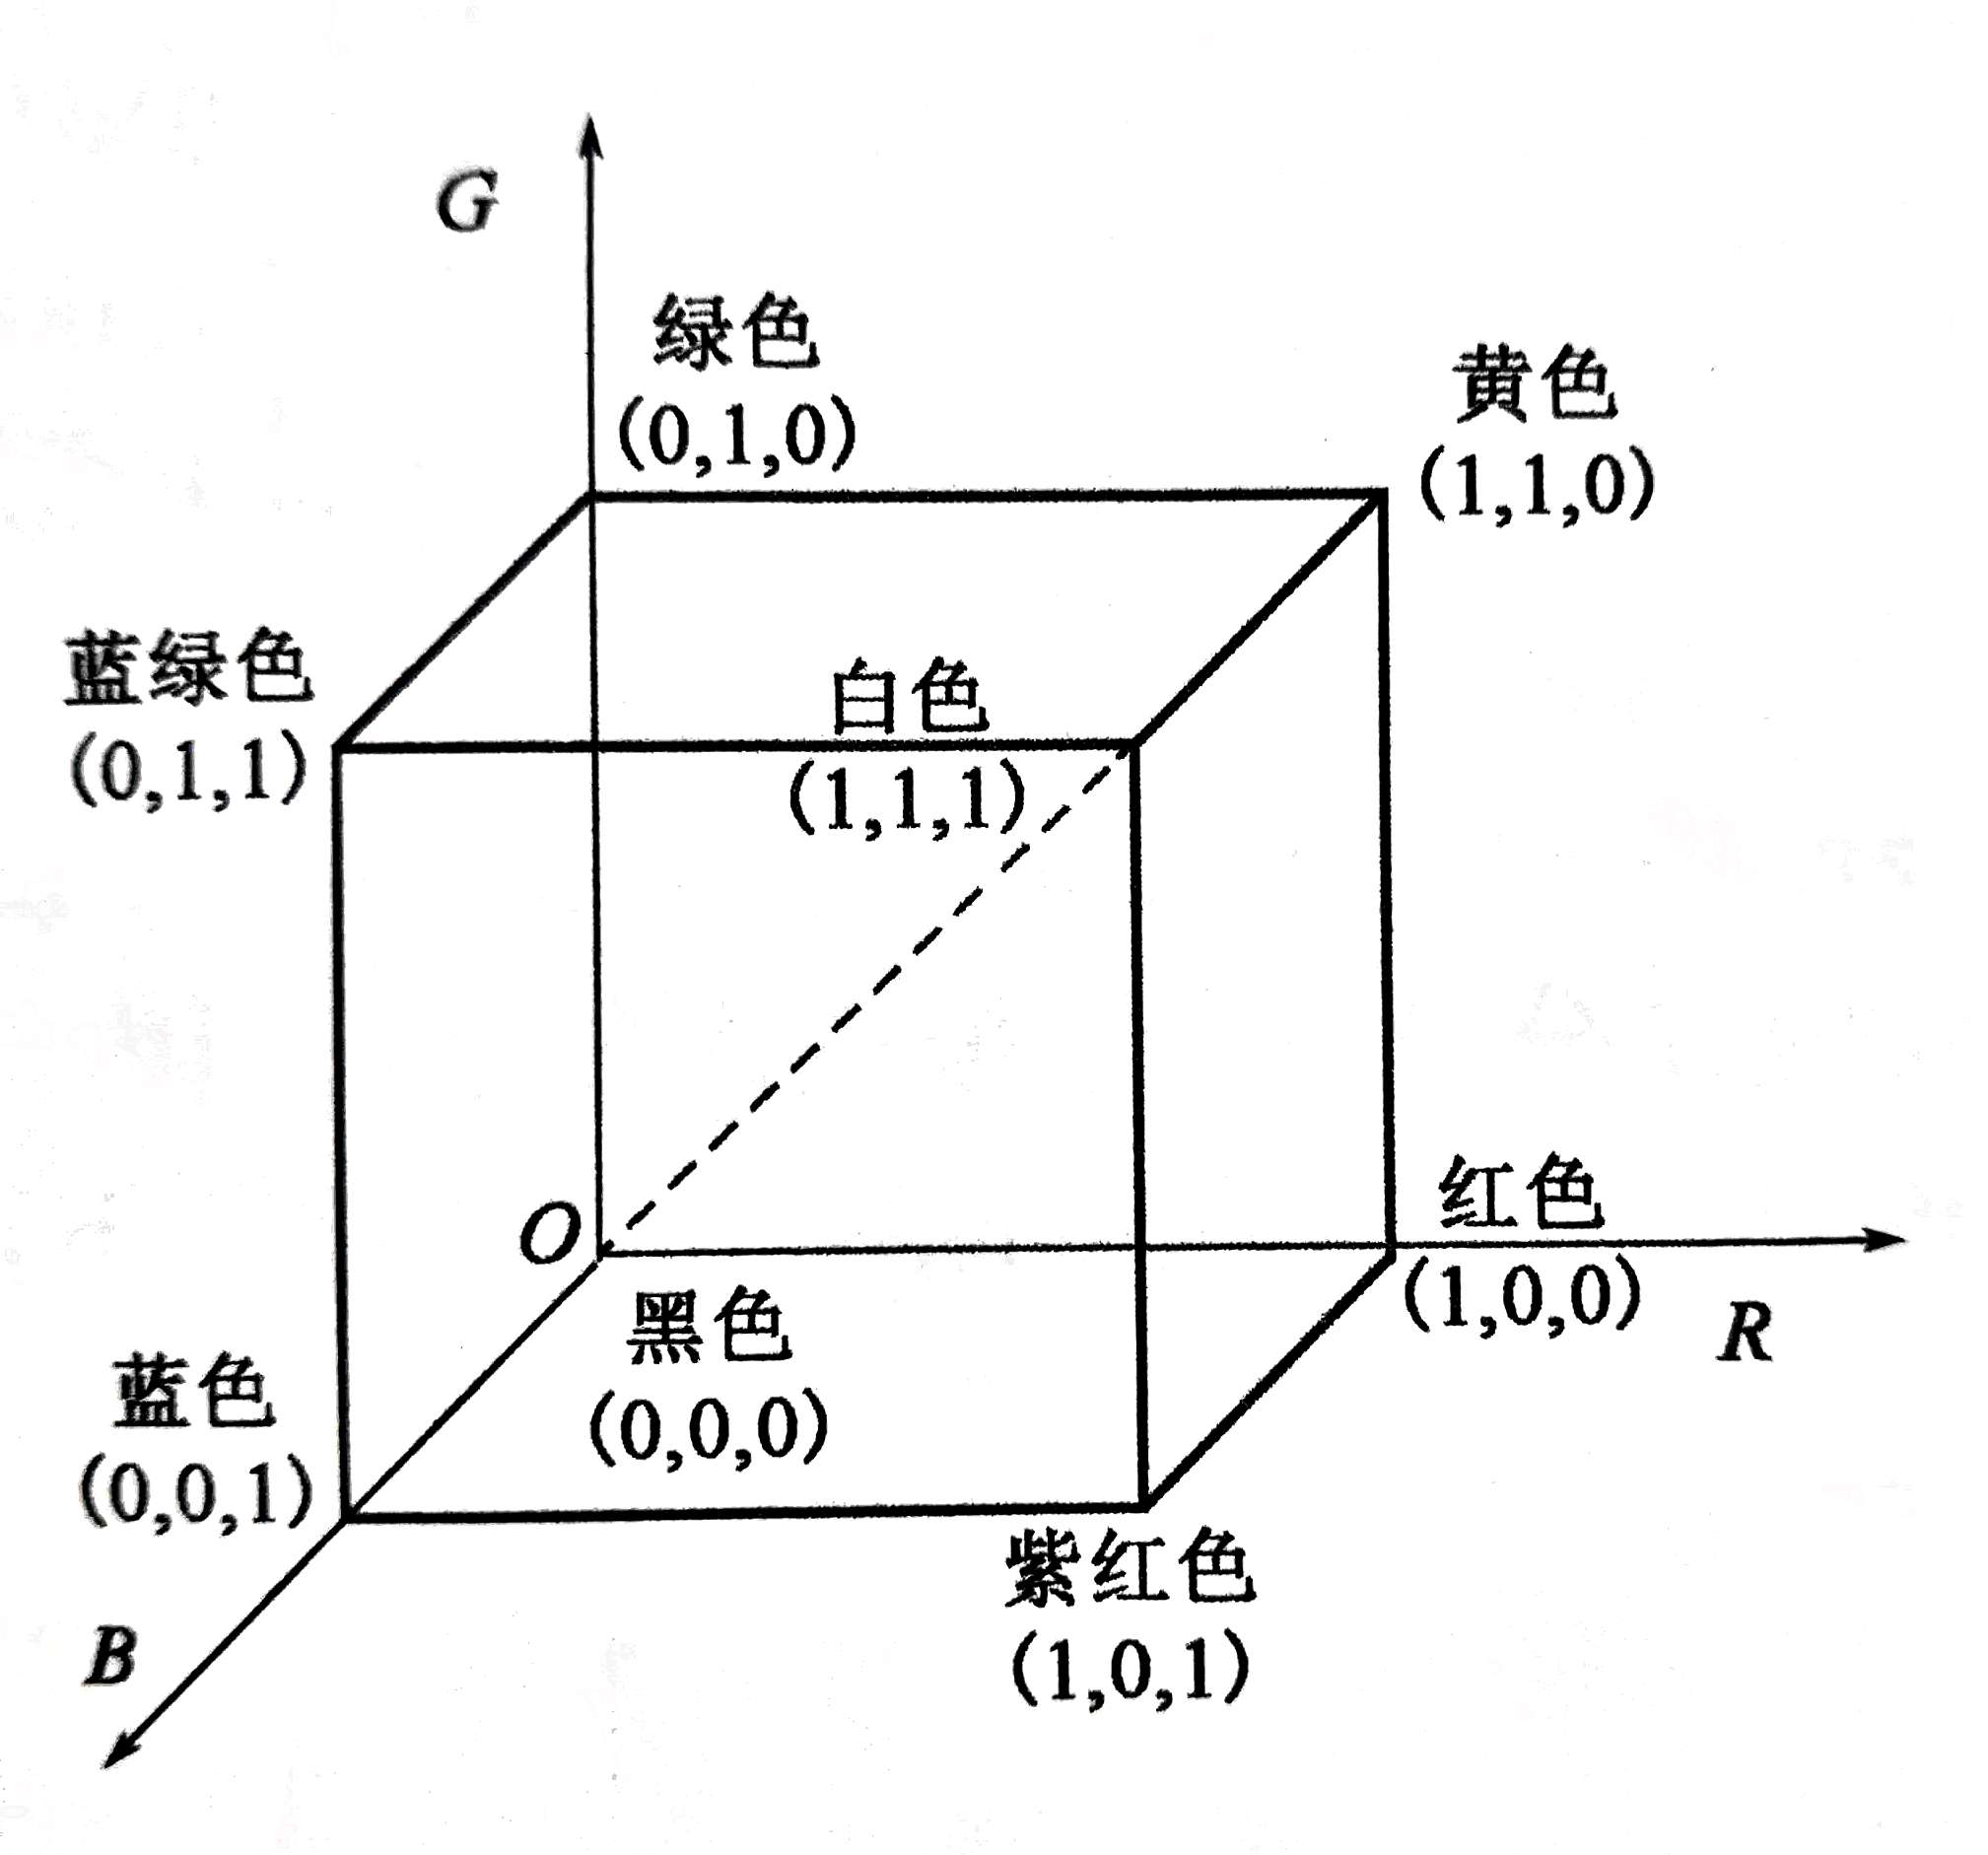 G
绿色
(0,1,0)
黄色
(1,1,0)
蓝绿色
(0,1,1)
白色
(1,1,1)
O
黑色
(0,0,0)
红色
(1,0,0)
R
蓝色
(0,0,1)
紫红色
(1,0,1)
B